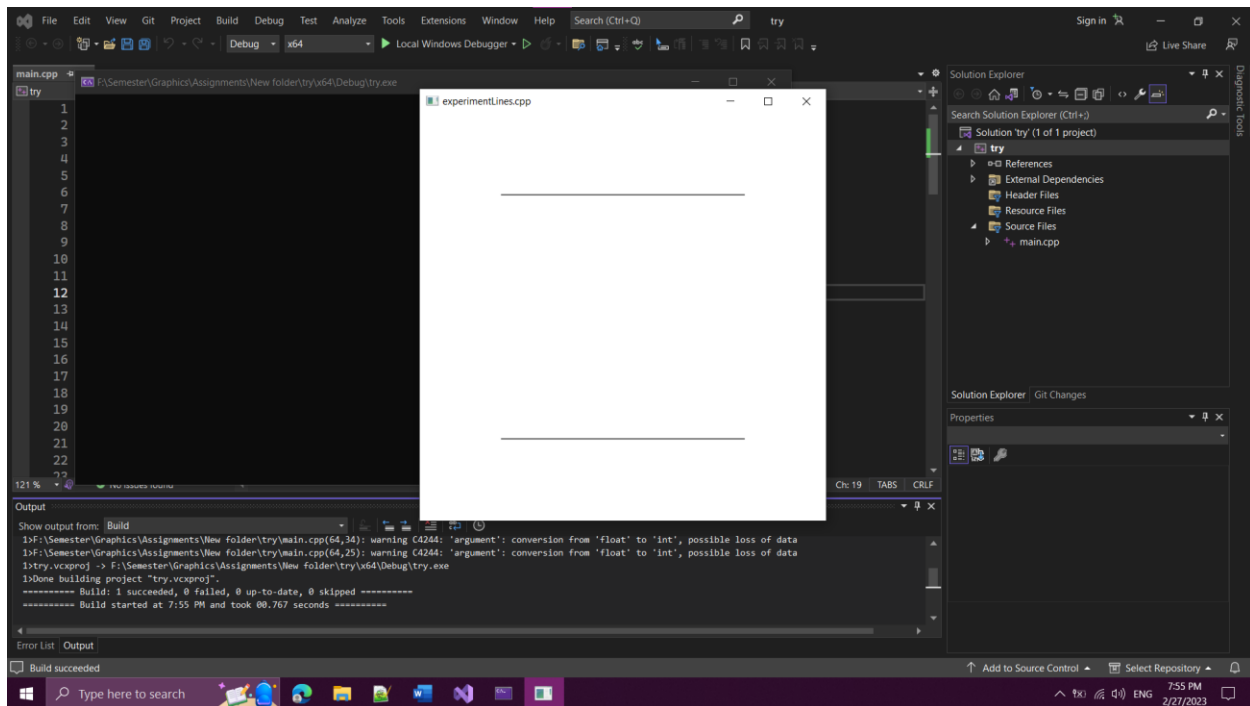 File Edit View Git Project Build Debug Test Analyze Tools Extensions Window Help Search (Ctrl+Q) try Sign in
Debug x64 Local Windows Debugger Live Share
main.cpp
F:\Semester\Graphics\Assignments\New folder\try\x64\Debug\try.exe
try
experimentLines.cpp
1
2
3
4
5
6
7
8
9
10
11
12
13
14
15
16
17
18
19
20
21
22
23
121 % No issues found Ch: 19 TABS CRLF
Output
Show output from: Build
1>F:\Semester\Graphics\Assignments\New folder\try\main.cpp(64,34): warning C4244: 'argument': conversion from 'float' to 'int', possible loss of data
1>F:\Semester\Graphics\Assignments\New folder\try\main.cpp(64,25): warning C4244: 'argument': conversion from 'float' to 'int', possible loss of data
1>try.vcxproj -> F:\Semester\Graphics\Assignments\New folder\try\x64\Debug\try.exe
1>Done building project "try.vcxproj".
========== Build: 1 succeeded, 0 failed, 0 up-to-date, 0 skipped ==========
========== Build started at 7:55 PM and took 00.767 seconds ==========
Error List Output
Solution Explorer
Search Solution Explorer (Ctrl+;)
Solution 'try' (1 of 1 project)
try
References
External Dependencies
Header Files
Resource Files
Source Files
main.cpp
Solution Explorer Git Changes
Properties
Diagnostic Tools
Build succeeded Add to Source Control Select Repository
Type here to search ENG 7:55 PM
2/27/2023